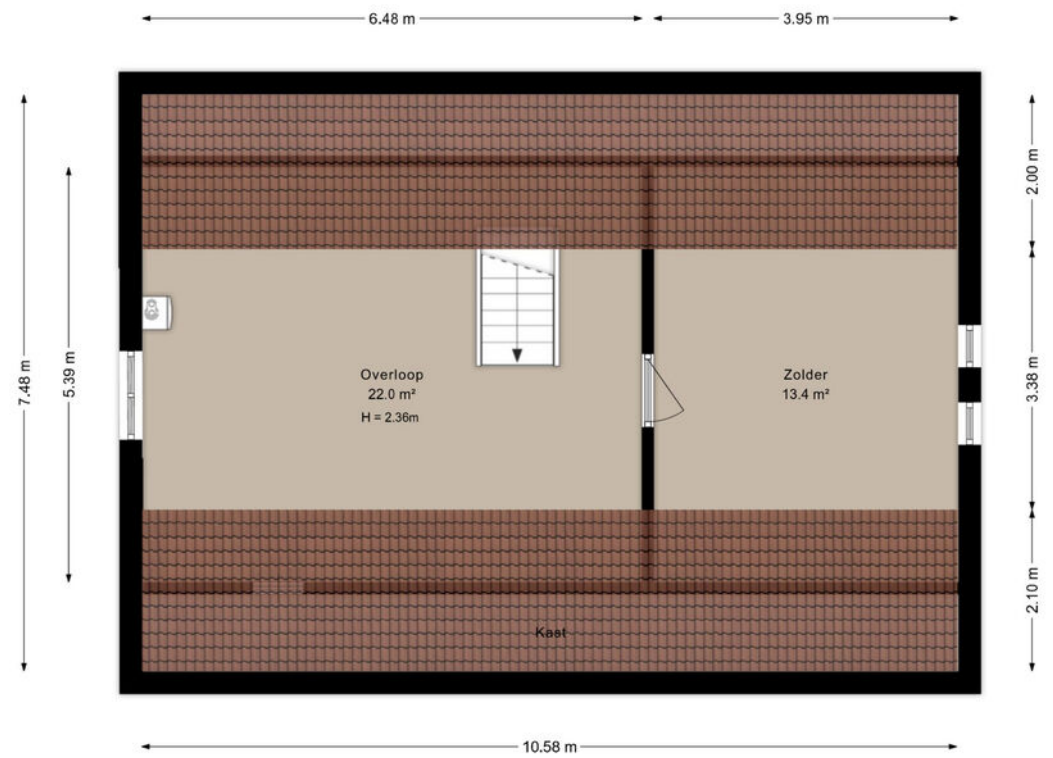 6.48 m
3.95 m
7.48 m
5.39 m
2.00 m
3.38 m
2.10 m
Overloop
22.0 m²
H = 2.36m
Zolder
13.4 m²
Kast
10.58 m